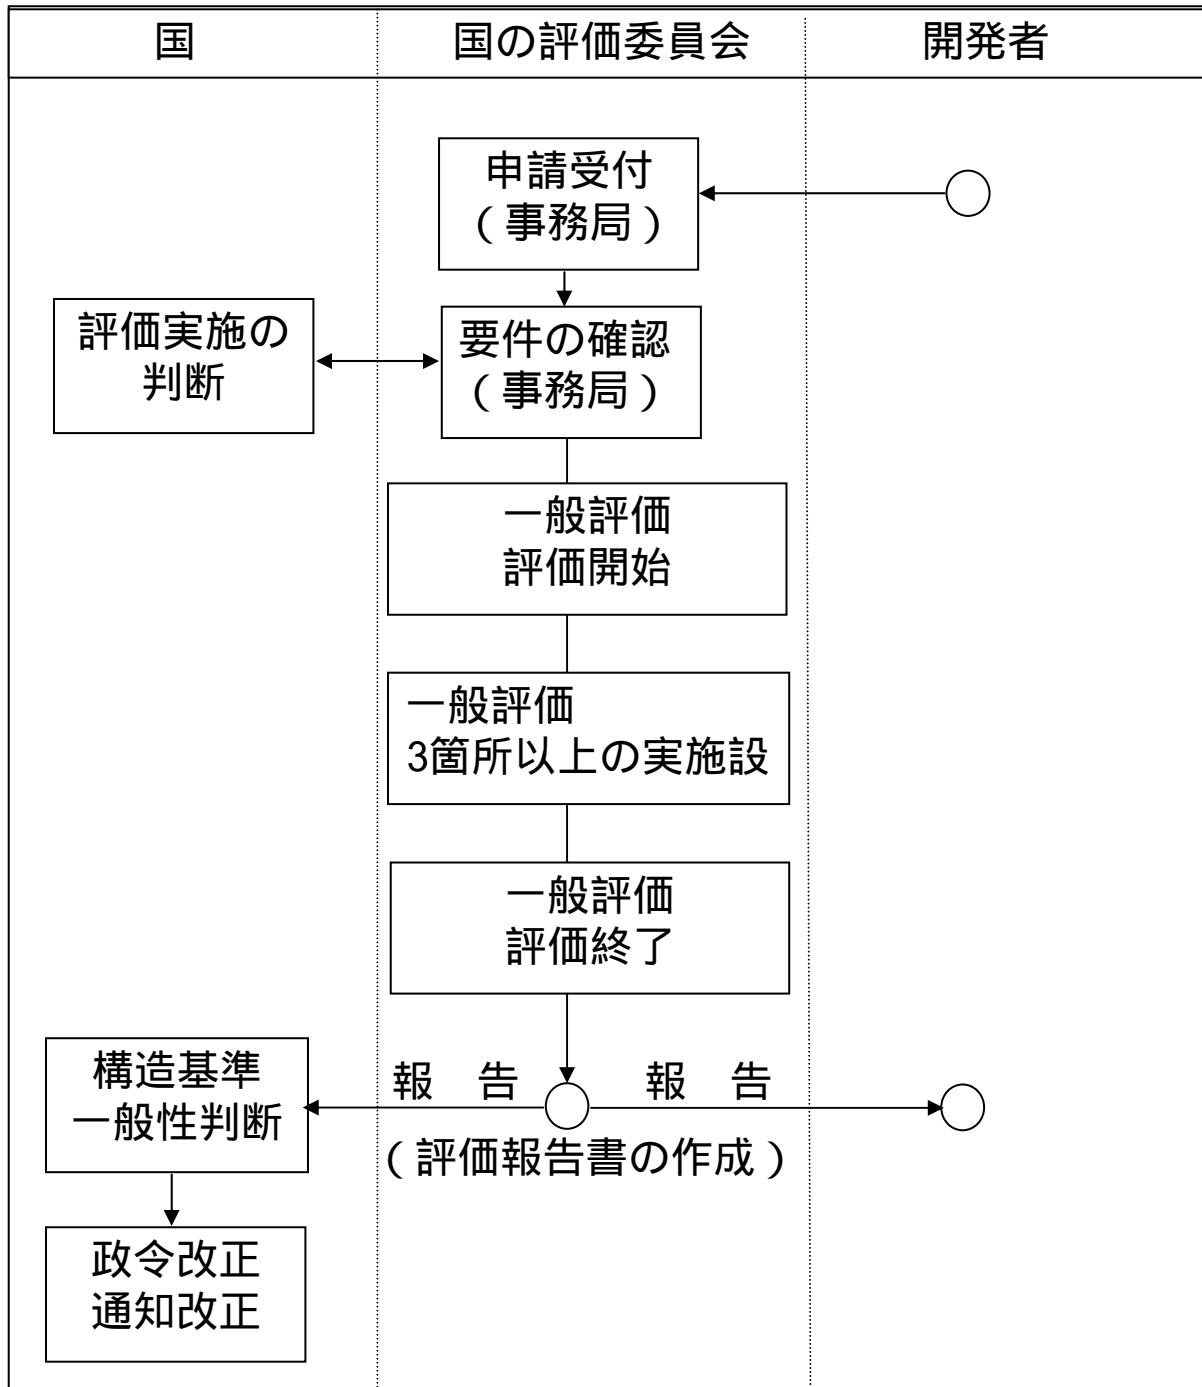 国
国の評価委員会
開発者
申請受付
（事務局）
評価実施の
判断
要件の確認
（事務局）
一般評価
評価開始
一般評価
3箇所以上の実施設
一般評価
評価終了
構造基準
一般性判断
報　告
報　告
（評価報告書の作成）
政令改正
通知改正